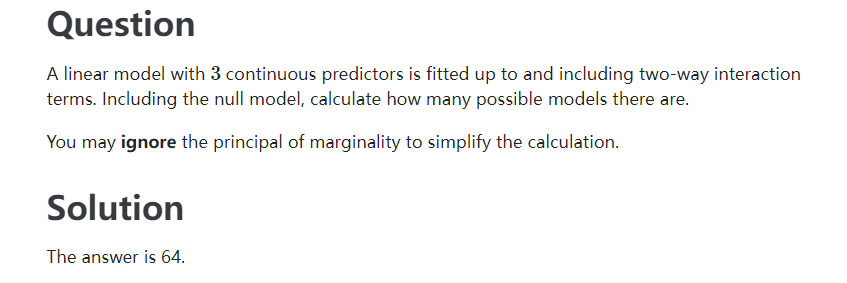 Question
A linear model with 3 continuous predictors is fitted up to and including two-way interaction
terms. Including the null model, calculate how many possible models there are.
You may ignore the principal of marginality to simplify the calculation.
Solution
The answer is 64.